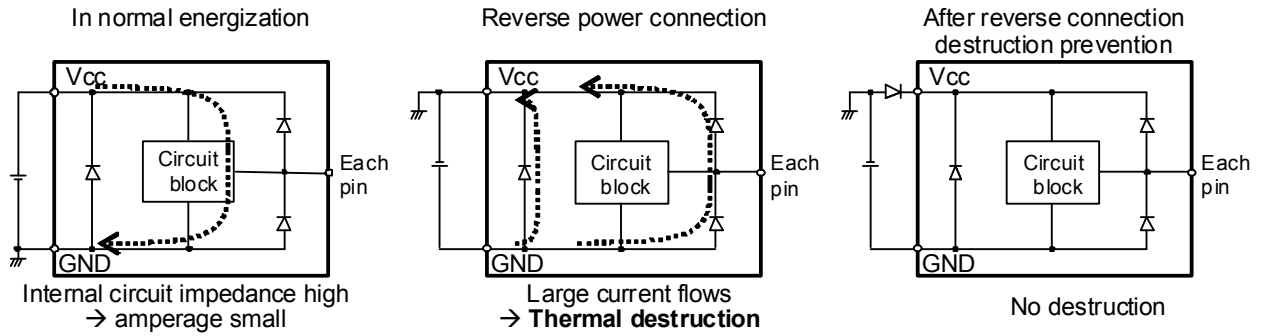 In normal energization
Reverse power connection
After reverse connection
destruction prevention
Vcc
Circuit
block
Each
pin
GND
Internal circuit impedance high
→ amperage small
Vcc
Circuit
block
Each
pin
GND
Large current flows
→ Thermal destruction
Vcc
Circuit
block
Each
pin
GND
No destruction